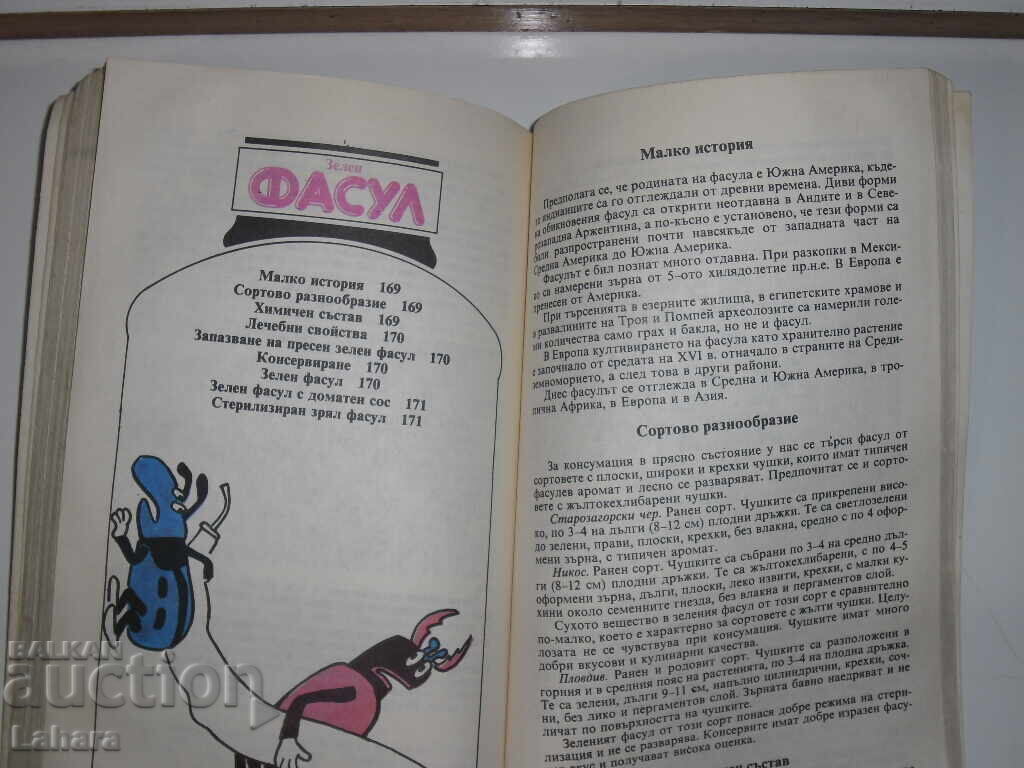 Зелен
ФАСУЛ
Малко история 169
Сортово разнообразие 169
Химичен състав 169
Лечебни свойства 170
Запазване на пресен зелен фасул 170
Консервиране 170
Зелен фасул 170
Зелен фасул с доматен сос 171
Стерилизиран зрял фасул 171
Малко история
Предполага се, че родината на фасула е Южна Америка, къде-
индианците са го отглеждали от древни времена. Диви форми
на обикновения фасул са открити неотдавна в Андите и в Севе-
розападна Аржентина, а по-късно е установено, че тези форми са
били разпространени почти навсякъде от западната част на
Средна Америка до Южна Америка.
Фасулът е бил познат много отдавна. При разкопки в Мекси-
са намерени зърна от 5-ото хилядолетие пр.н.е. В Европа е
пренесен от Америка.
При търсенията в езерните жилища, в египетските храмове и
в развалините на Троя и Помпей археолозите са намерили голе-
ми количества само грах и бакла, но не и фасул.
В Европа култивирането на фасула като хранително растение
е започнало от средата на XVI в. отначало в страните на Среди-
земноморието, а след това в други райони.
Днес фасулът се отглежда в Средна и Южна Америка, в тро-
пична Африка, в Европа и в Азия.
Сортово разнообразие
За консумация в прясно състояние у нас се търси фасул от
сортовете с плоски, широки и крехки чушки, които имат типичен
фасулев аромат и лесно се разваряват. Предпочитат се и сорто-
вете с жълтокехлибарени чушки.
Старозагорски чер. Ранен сорт. Чушките са прикрепени висо-
ко, по 3–4 на дълги (8–12 см) плодни дръжки. Те са светлозелени
до зелени, прави, плоски, крехки, без влакна, средно с по 4 офор-
мени зърна, с типичен аромат.
Никос. Ранен сорт. Чушките са събрани по 3–4 на средно дъл-
ги (8–12 см) плодни дръжки. Те са жълтокехлибарени, с по 4–5
оформени зърна, дълги, плоски, леко извити, крехки, с малки ку-
хини около семенните гнезда, без влакна и пергаментов слой.
Сухото вещество в зеления фасул от този сорт е сравнително
по-малко, което е характерно за сортовете с жълти чушки. Целу-
лозата не се чувствува при консумация. Чушките имат много
добри вкусови и кулинарни качества.
Пловдив. Ранен и родовит сорт. Чушките са разположени в
горния и в средния пояс на растенията, по 3–4 на плодна дръжка.
Те са зелени, дълги 9–11 см, напълно цилиндрични, крехки, соч-
ни, без лико и пергаментов слой. Зърната бавно наедряват и не
личат по повърхността на чушките.
Зеленият фасул от този сорт понася добре режима на стери-
лизация и не се разварява. Консервите имат добре изразен фасу-
вкус и получават висока оценка.
състав
BALKAN
auction
Lahara